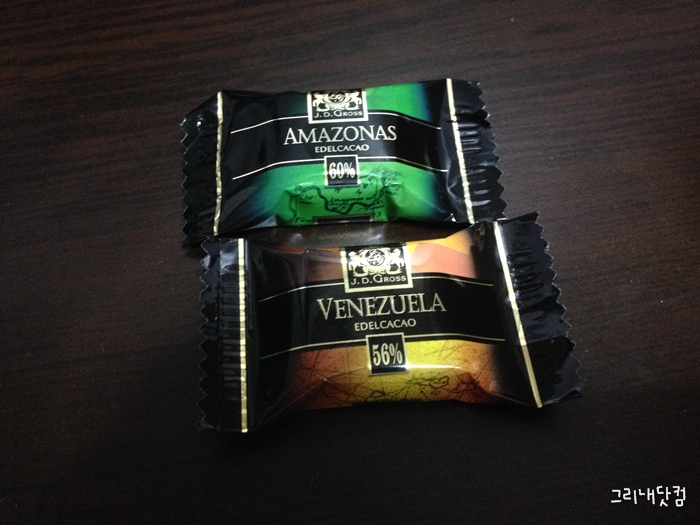 J.D.GROSS
AMAZONAS
EDELCACAO
60%
J.D.GROSS
VENEZUELA
EDELCACAO
56%
그리내닷컴